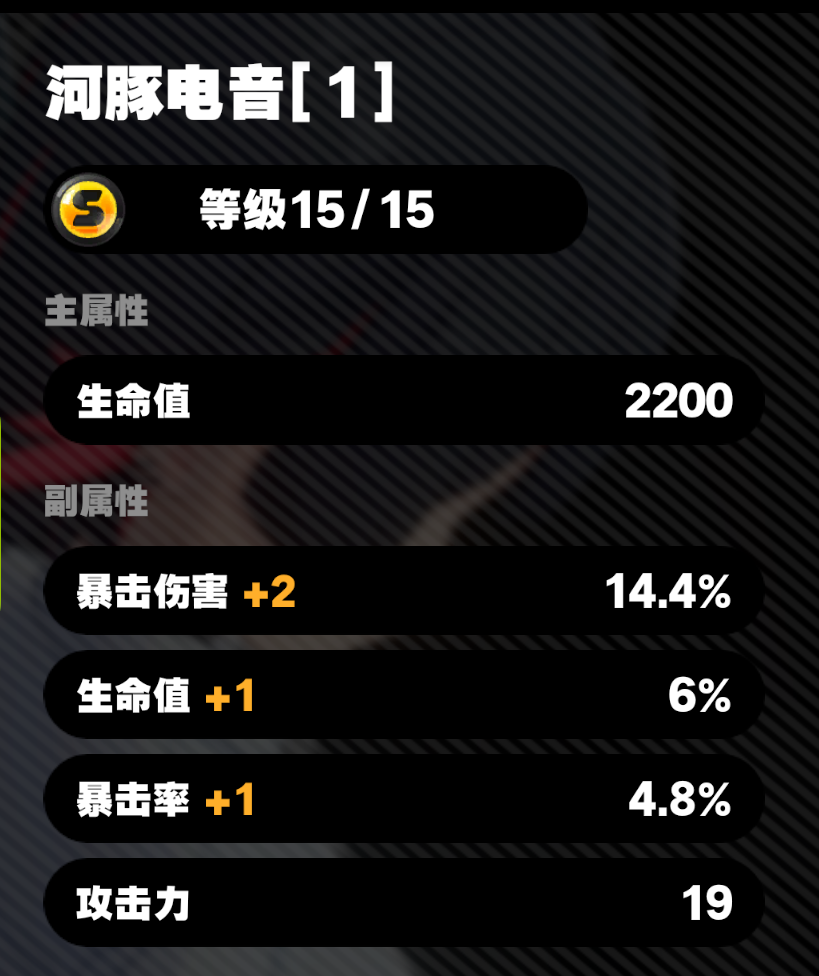 河豚电音[1]
S 等级15/15
主属性
生命值 2200
副属性
暴击伤害 +2 14.4%
生命值 +1 6%
暴击率 +1 4.8%
攻击力 19